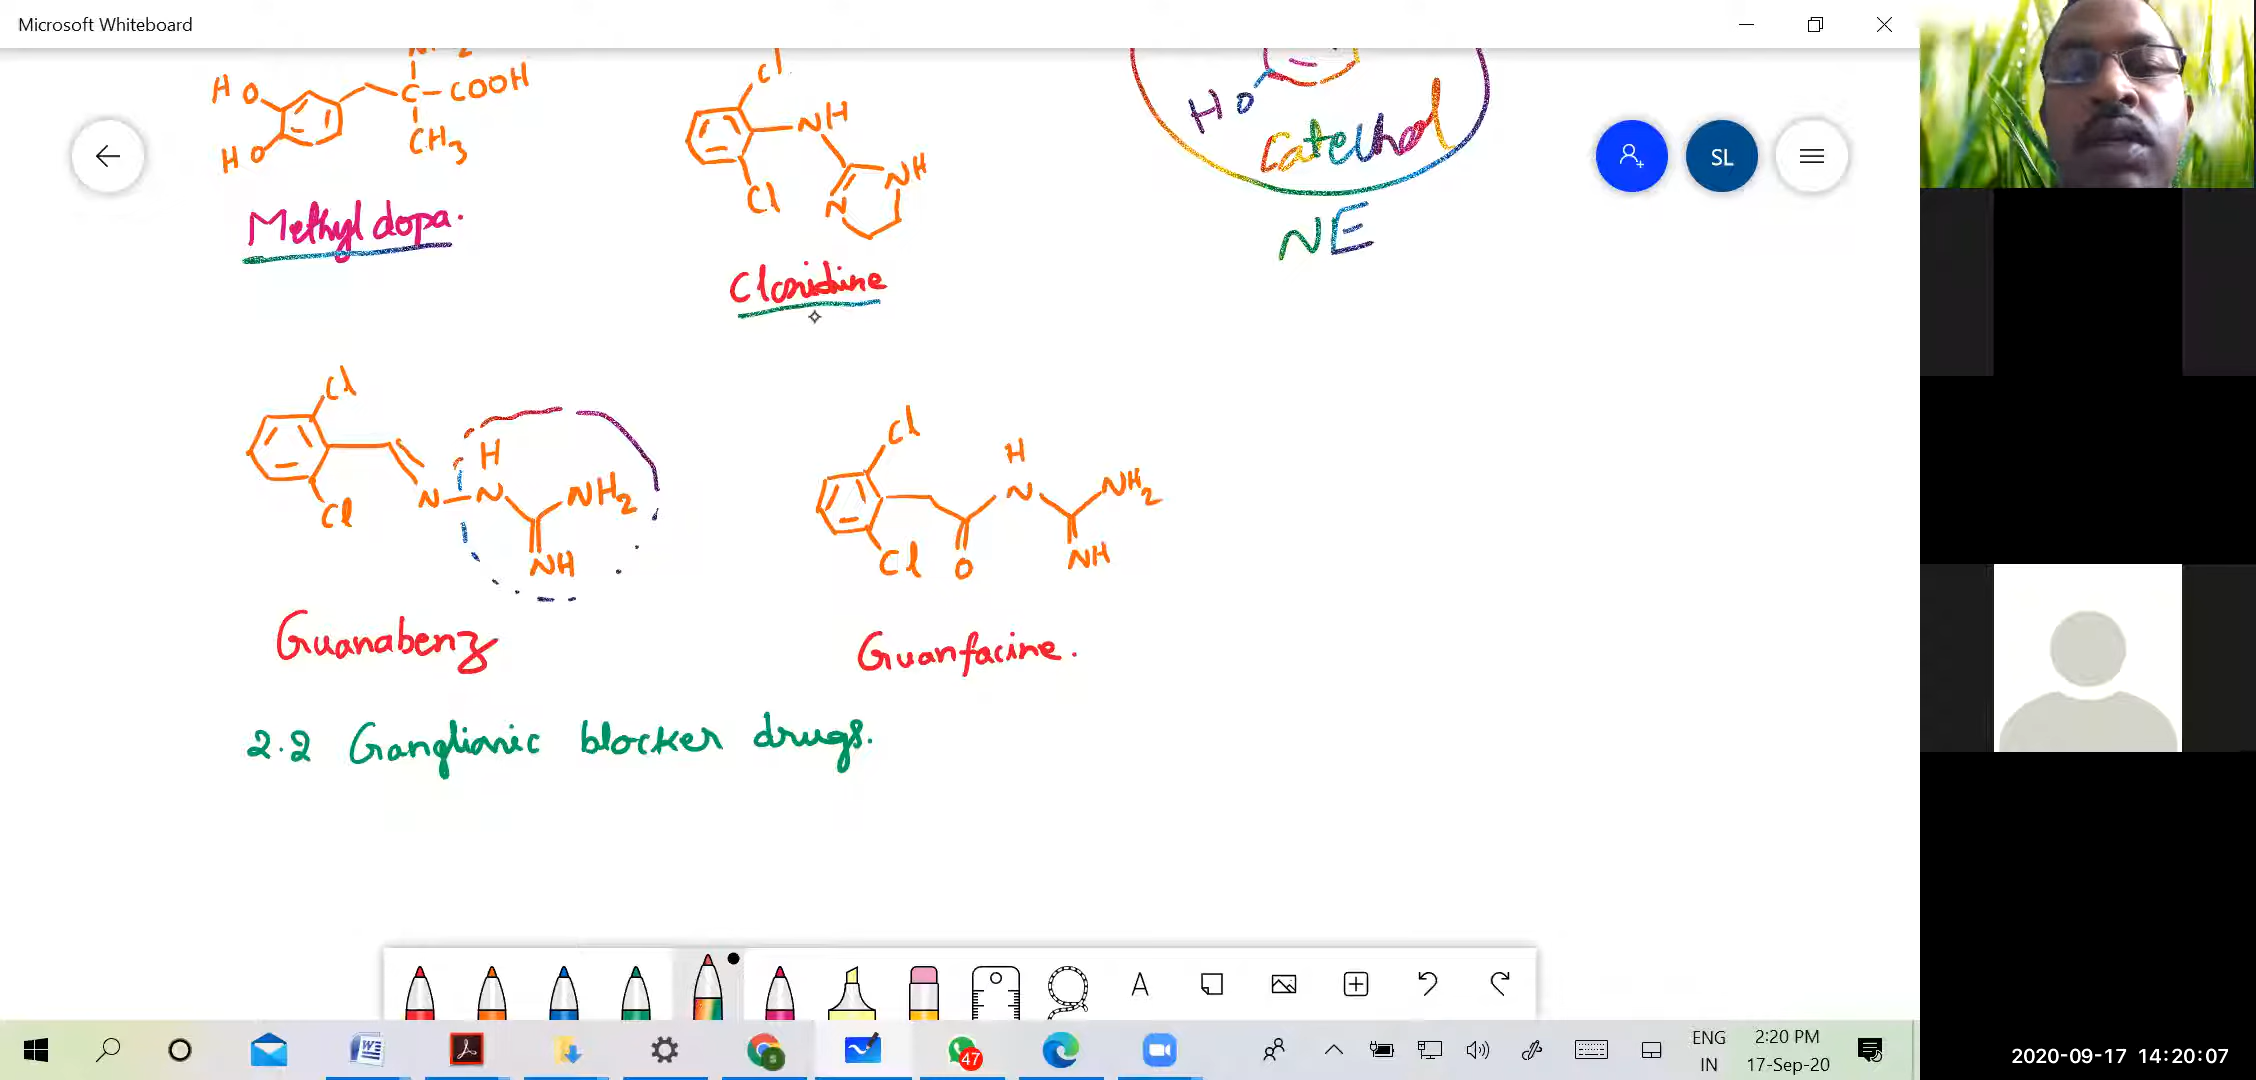 Microsoft Whiteboard
HO
HO
C-COOH
CH3
Methyl dopa.
Cl
NH
Cl
N
NH
Clonidine
HO
Catelhol
NE
SL
Cl
Cl
N-N
H
NH2
NH
Guanabenz
Cl
Cl
O
H
N
NH2
NH
Guanfacine.
2.2 Ganglionic blocker drugs.
A
47
ENG
IN
2:20 PM
17-Sep-20
2020-09-17 14:20:07